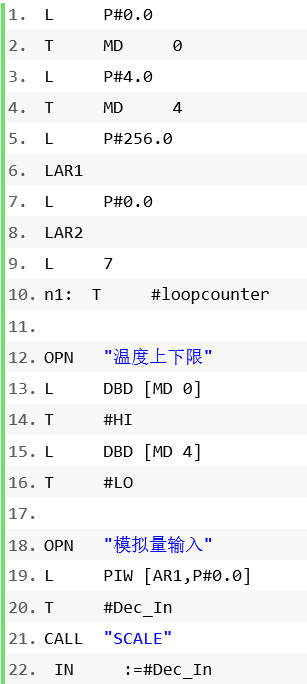 1. L P#0.0
2. T MD 0
3. L P#4.0
4. T MD 4
5. L P#256.0
6. LAR1
7. L P#0.0
8. LAR2
9. L 7
10. n1: T #loopcounter
11.
12. OPN "温度上下限"
13. L DBD [MD 0]
14. T #HI
15. L DBD [MD 4]
16. T #LO
17.
18. OPN "模拟量输入"
19. L PIW [AR1,P#0.0]
20. T #Dec_In
21. CALL "SCALE"
22. IN :=#Dec_In